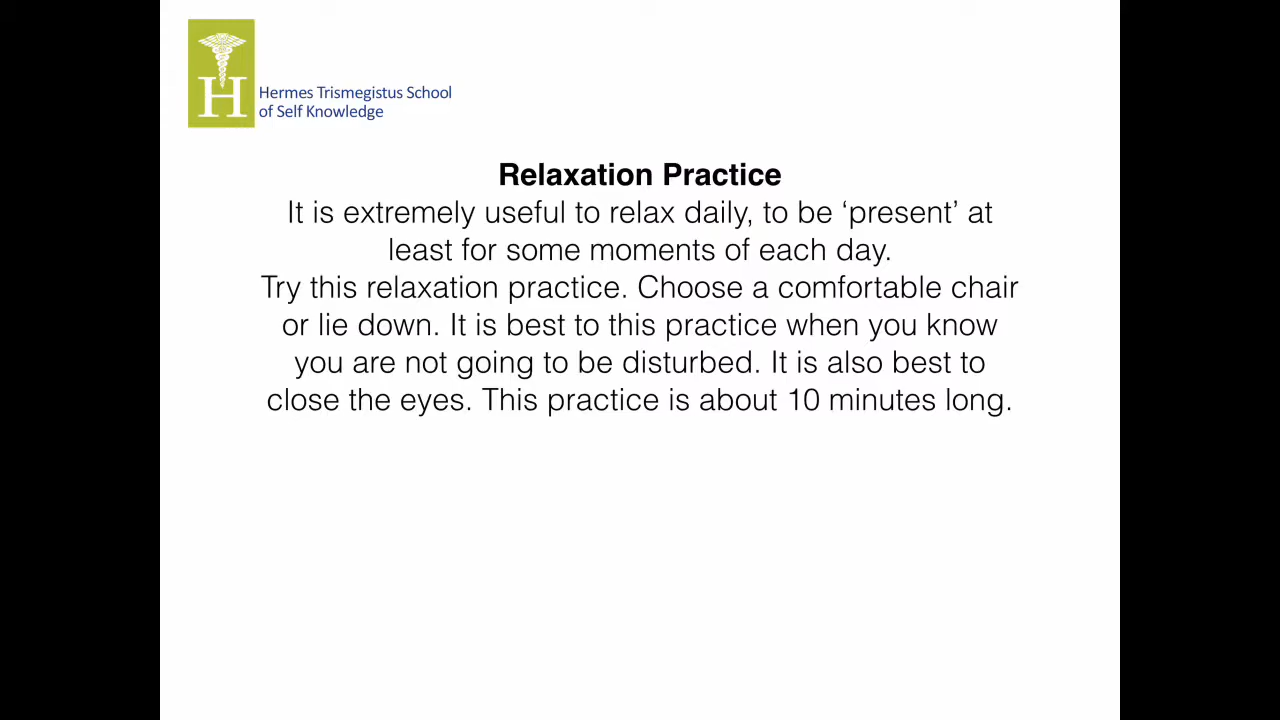 H
Hermes Trismegistus School
of Self Knowledge
Relaxation Practice
It is extremely useful to relax daily, to be ‘present’ at
least for some moments of each day.
Try this relaxation practice. Choose a comfortable chair
or lie down. It is best to this practice when you know
you are not going to be disturbed. It is also best to
close the eyes. This practice is about 10 minutes long.